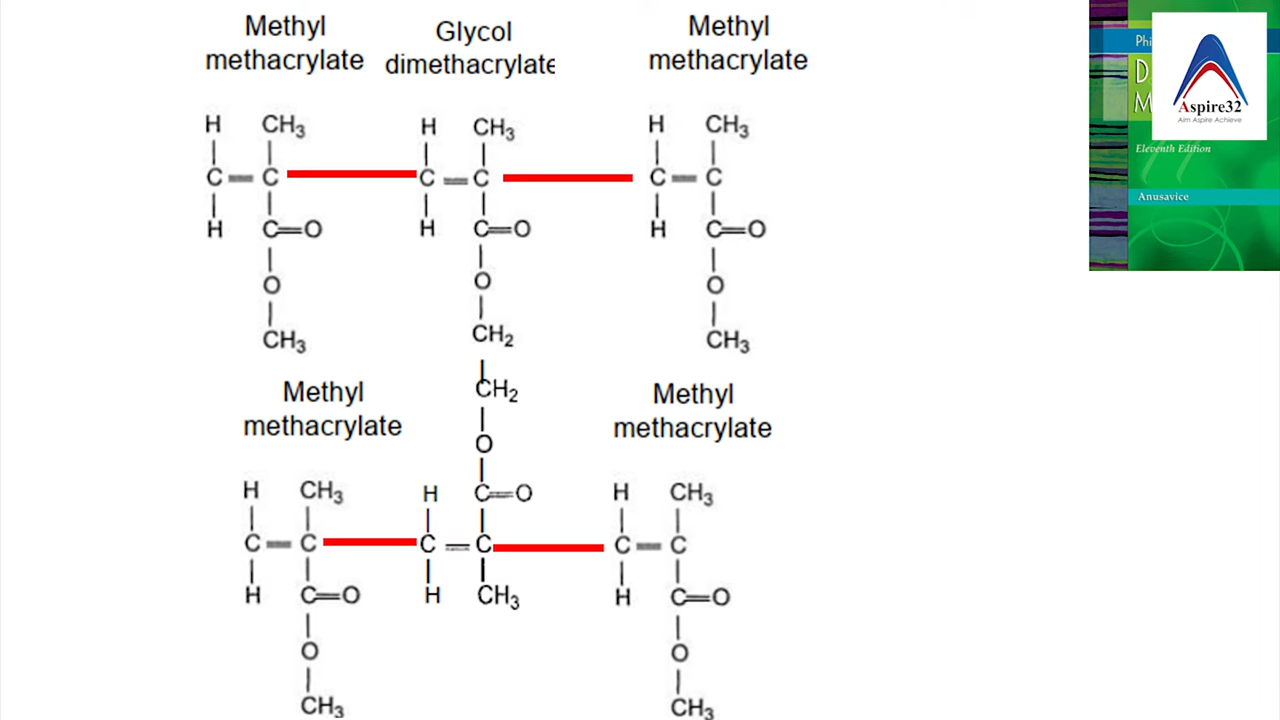 Methyl
methacrylate
Glycol
dimethacrylate
Methyl
methacrylate
H CH₃ H CH₃ H CH₃
C=C C=C C=C
H C=O H C=O H C=O
O O O
CH₃ CH₂ CH₃
CH₂
Methyl
methacrylate
O
Methyl
methacrylate
H CH₃ H C=O H CH₃
C=C C=C C=C
H C=O H CH₃ H C=O
O O
CH₃ CH₃
Phi
D
M
Aspire32
Aim Aspire Achieve
Eleventh Edition
Anusavice